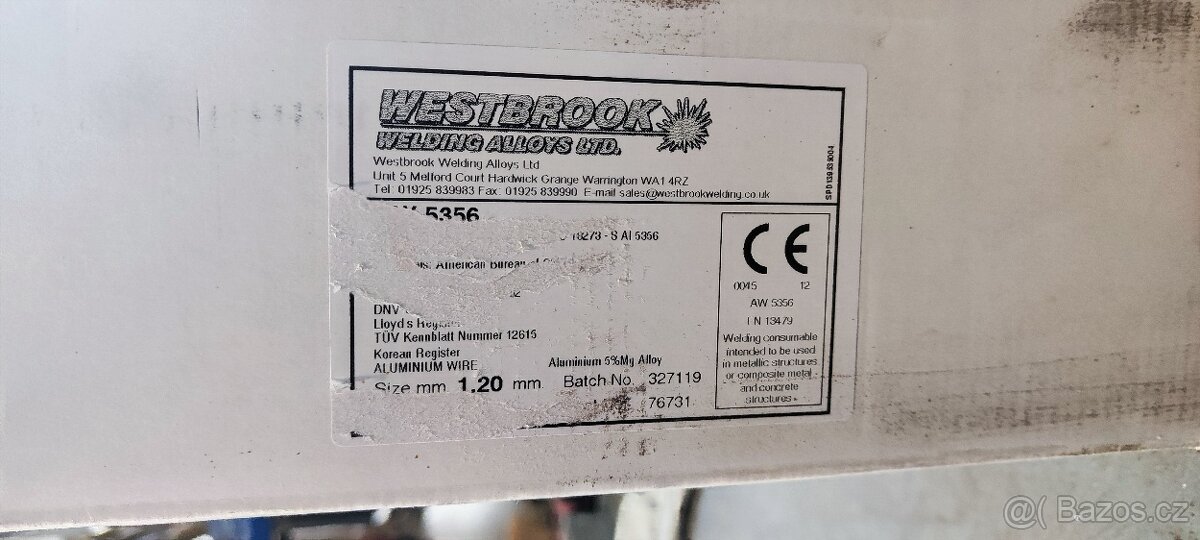 WESTBROOK
WELDING ALLOYS LTD.
Westbrook Welding Alloys Ltd
Unit 5 Melford Court Hardwick Grange Warrington WA1 4RZ
Tel: 01925 839983 Fax: 01925 839990 E-mail sales@westbrookwelding.co.uk
5356
18273 - S Al 5356
American Bureau
DNV
Lloyd's
TÜV Kennblatt Nummer 12615
Korean Register
ALUMINIUM WIRE
Aluminium 5%Mg Alloy
Size mm 1.20 mm Batch No. 327119
76731
CE
0045 12
AW 5356
EN 13479
Welding consumable
intended to be used
in metallic structures
or composite metal
and concrete
structures.
@( Bazos.cz